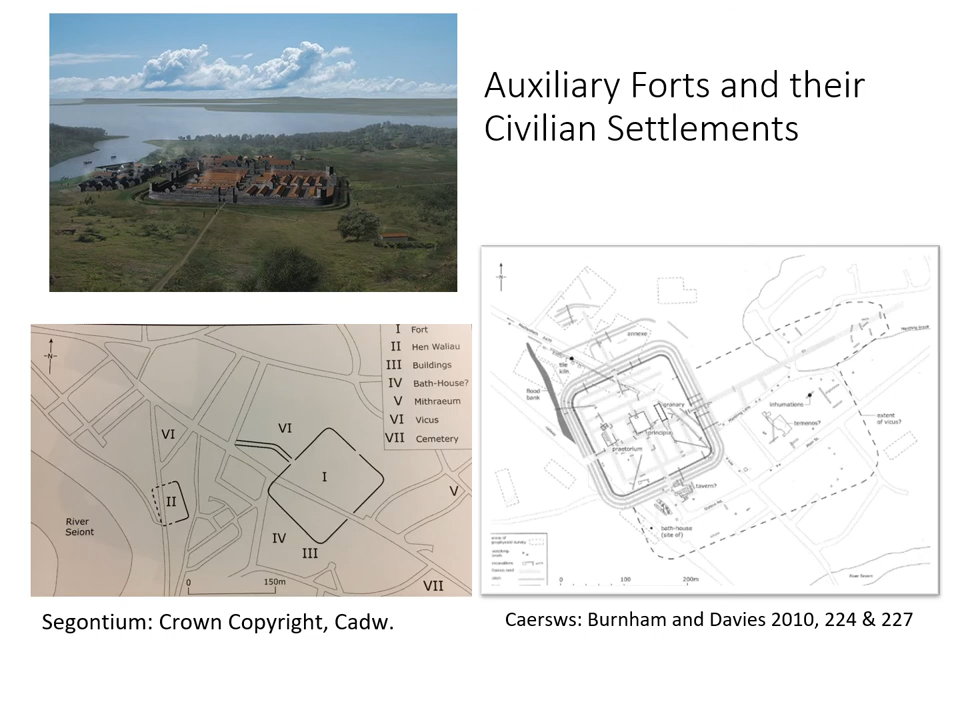 Auxiliary Forts and their
Civilian Settlements
I Fort
II Hen Waliau
III Buildings
IV Bath-House?
V Mithraeum
VI Vicus
VII Cemetery
N
VI
VI
I
II
V
River
Seiont
IV
III
0 150m
VII
Segontium: Crown Copyright, Cadw.
annexe
tile
kiln
flood
bank
granary
principia
praetorium
inhumations
temenos?
extent
of vicus?
tavern?
bath-house
(site of)
0 100 200m
River Severn
Caersws: Burnham and Davies 2010, 224 & 227